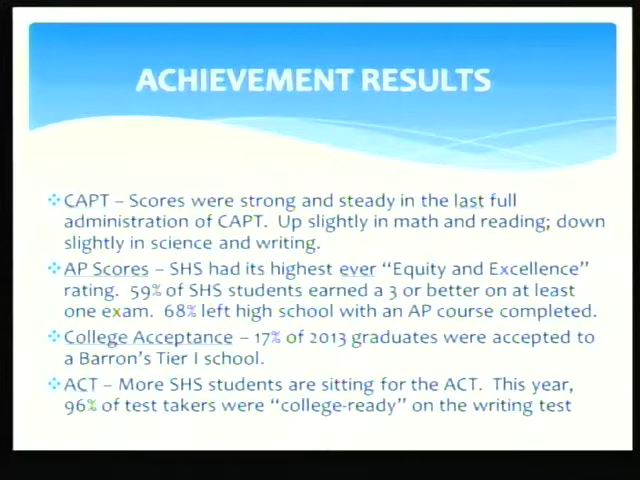 ACHIEVEMENT RESULTS
CAPT – Scores were strong and steady in the last full
administration of CAPT. Up slightly in math and reading; down
slightly in science and writing.
AP Scores – SHS had its highest ever "Equity and Excellence"
rating. 59% of SHS students earned a 3 or better on at least
one exam. 68% left high school with an AP course completed.
College Acceptance – 17% of 2013 graduates were accepted to
a Barron's Tier I school.
ACT – More SHS students are sitting for the ACT. This year,
96% of test takers were "college-ready" on the writing test